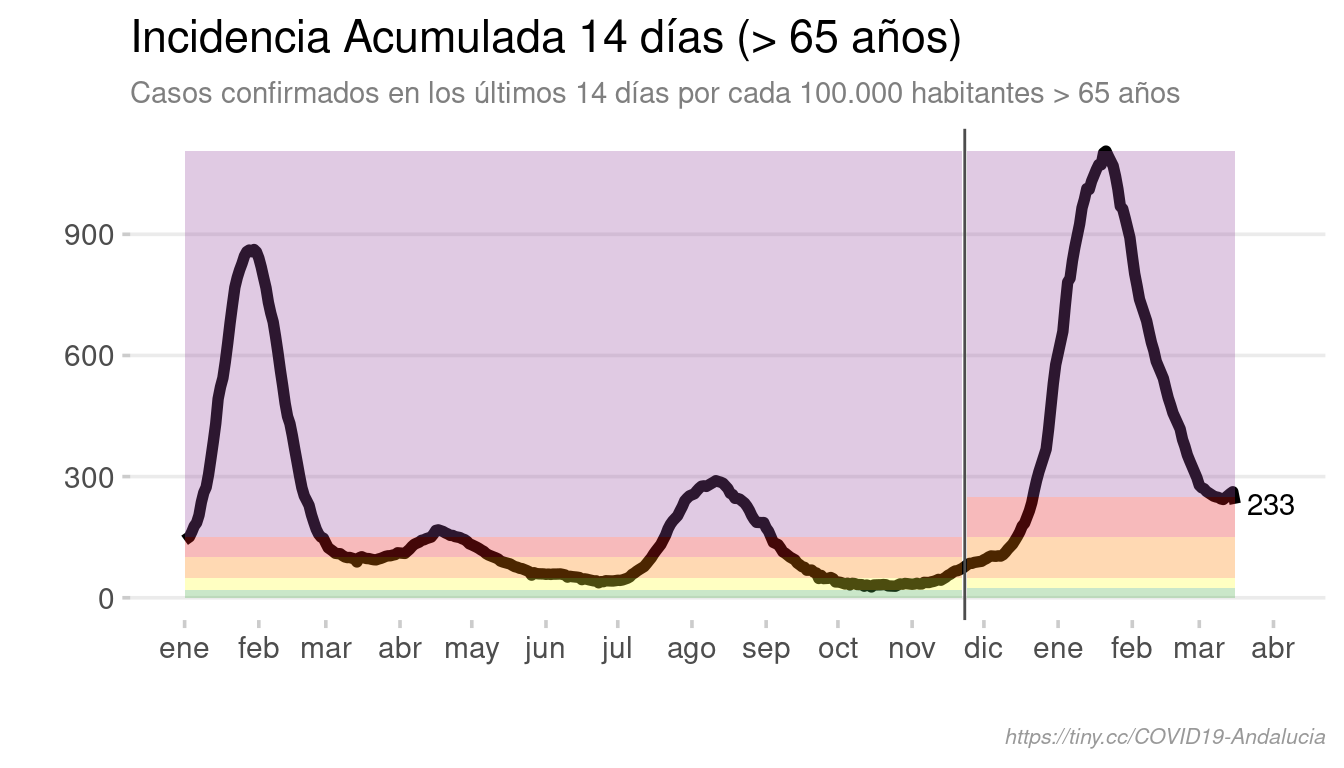 Incidencia Acumulada 14 días (> 65 años)
Casos confirmados en los últimos 14 días por cada 100.000 habitantes > 65 años
900
600
300
0
233
ene feb mar abr may jun jul ago sep oct nov dic ene feb mar abr
https://tiny.cc/COVID19-Andalucia